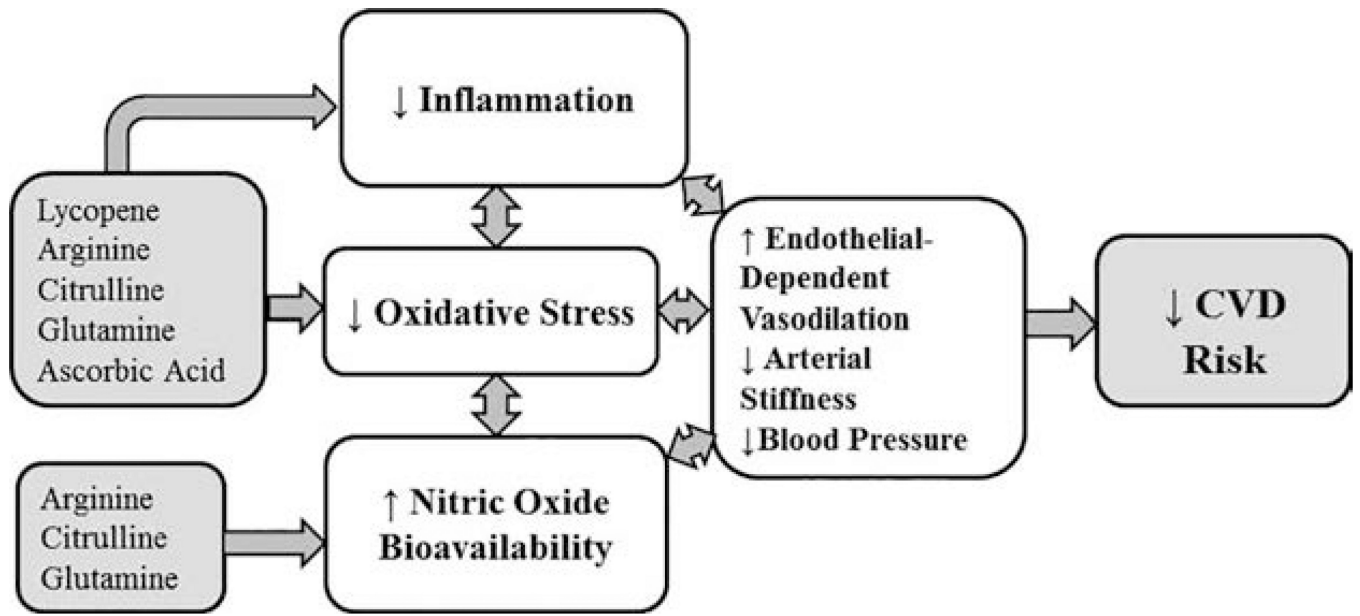 ↓ Inflammation
Lycopene
Arginine
Citrulline
Glutamine
Ascorbic Acid
↓ Oxidative Stress
↑ Endothelial-
Dependent
Vasodilation
↓ Arterial
Stiffness
↓Blood Pressure
↓ CVD
Risk
Arginine
Citrulline
Glutamine
↑ Nitric Oxide
Bioavailability